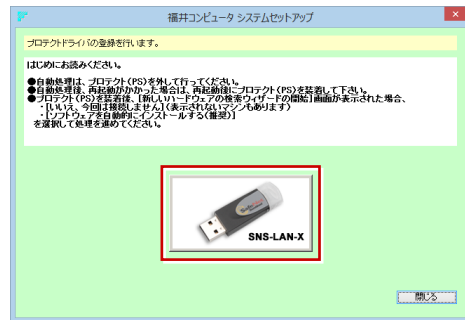 福井コンピュータ システムセットアップ
プロテクトドライバの登録を行います。
はじめにお読みください。
●自動処理は、プロテクト(PS)を外して行ってください。
●自動処理後、再起動がかかった場合は、再起動後にプロテクト(PS)を装着して下さい。
●プロテクト(PS)を装着後、[新しいハードウェアの検索ウィザードの開始]画面が表示された場合、
・[いいえ、今回は接続しません](表示されないマシンもあります)
・[ソフトウェアを自動的にインストールする(推奨)]
を選択して処理を進めてください。
SNS-LAN-X
閉じる